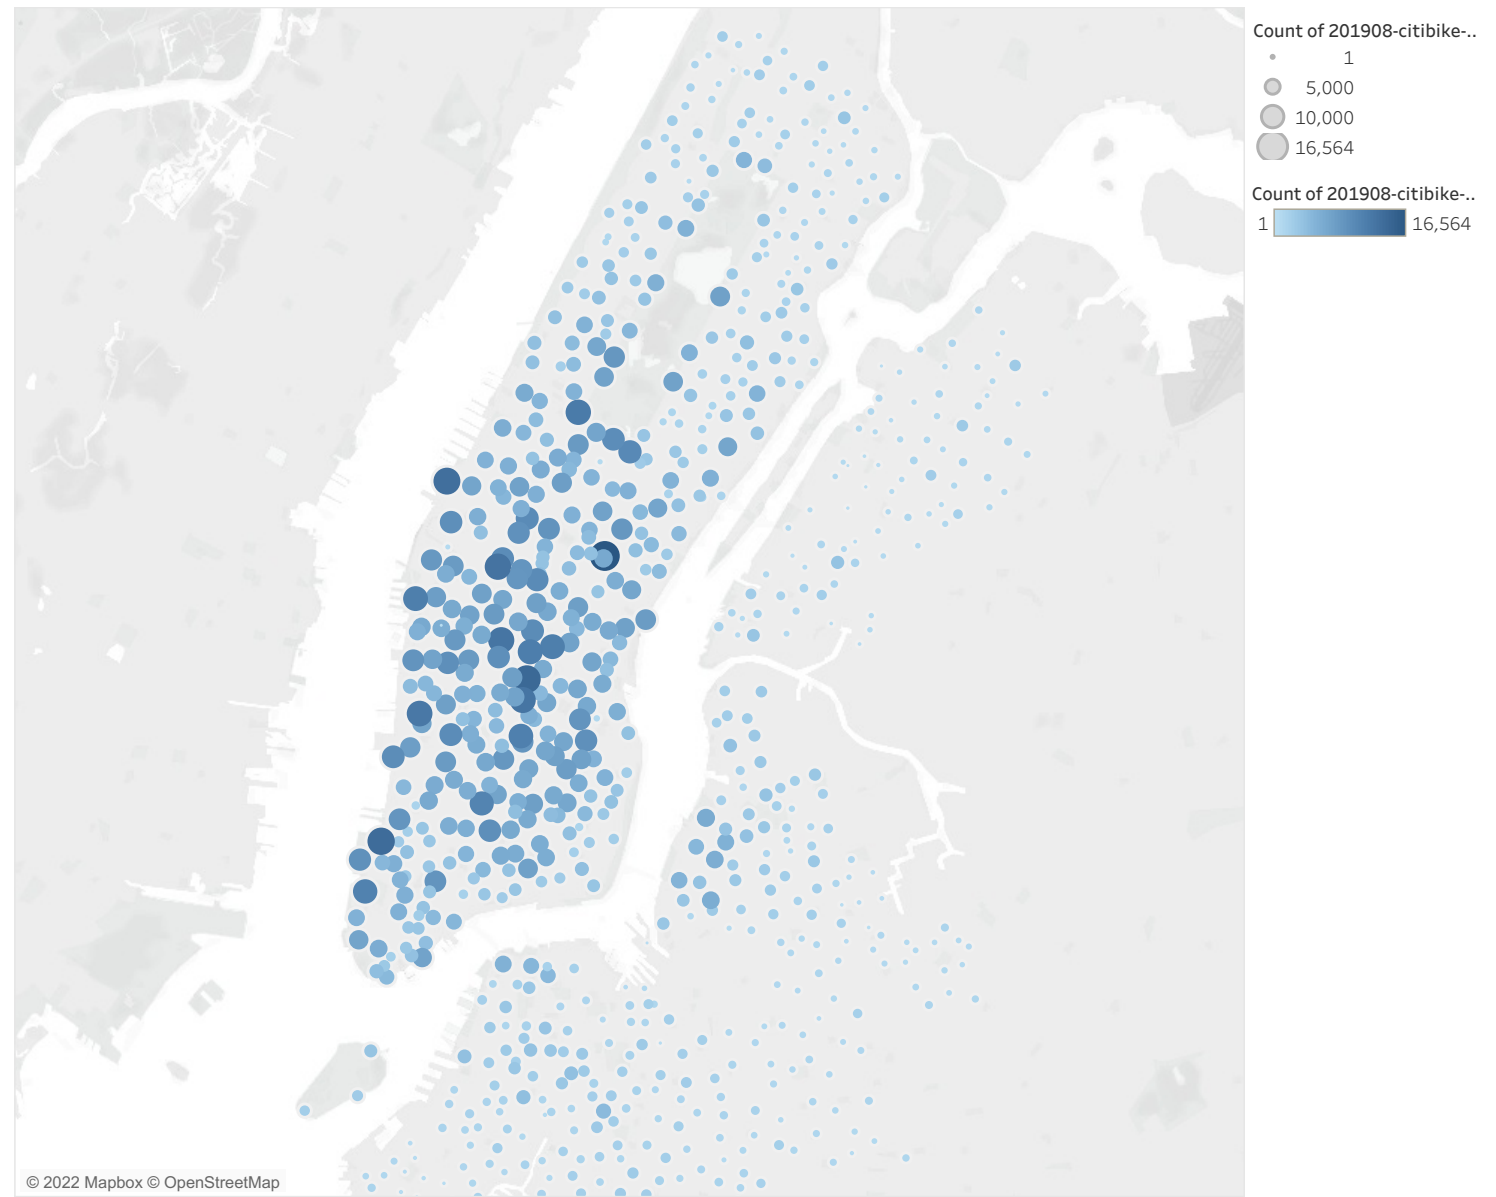 Count of 201908-citibike-..
1
5,000
10,000
16,564
Count of 201908-citibike-..
1 16,564
© 2022 Mapbox © OpenStreetMap